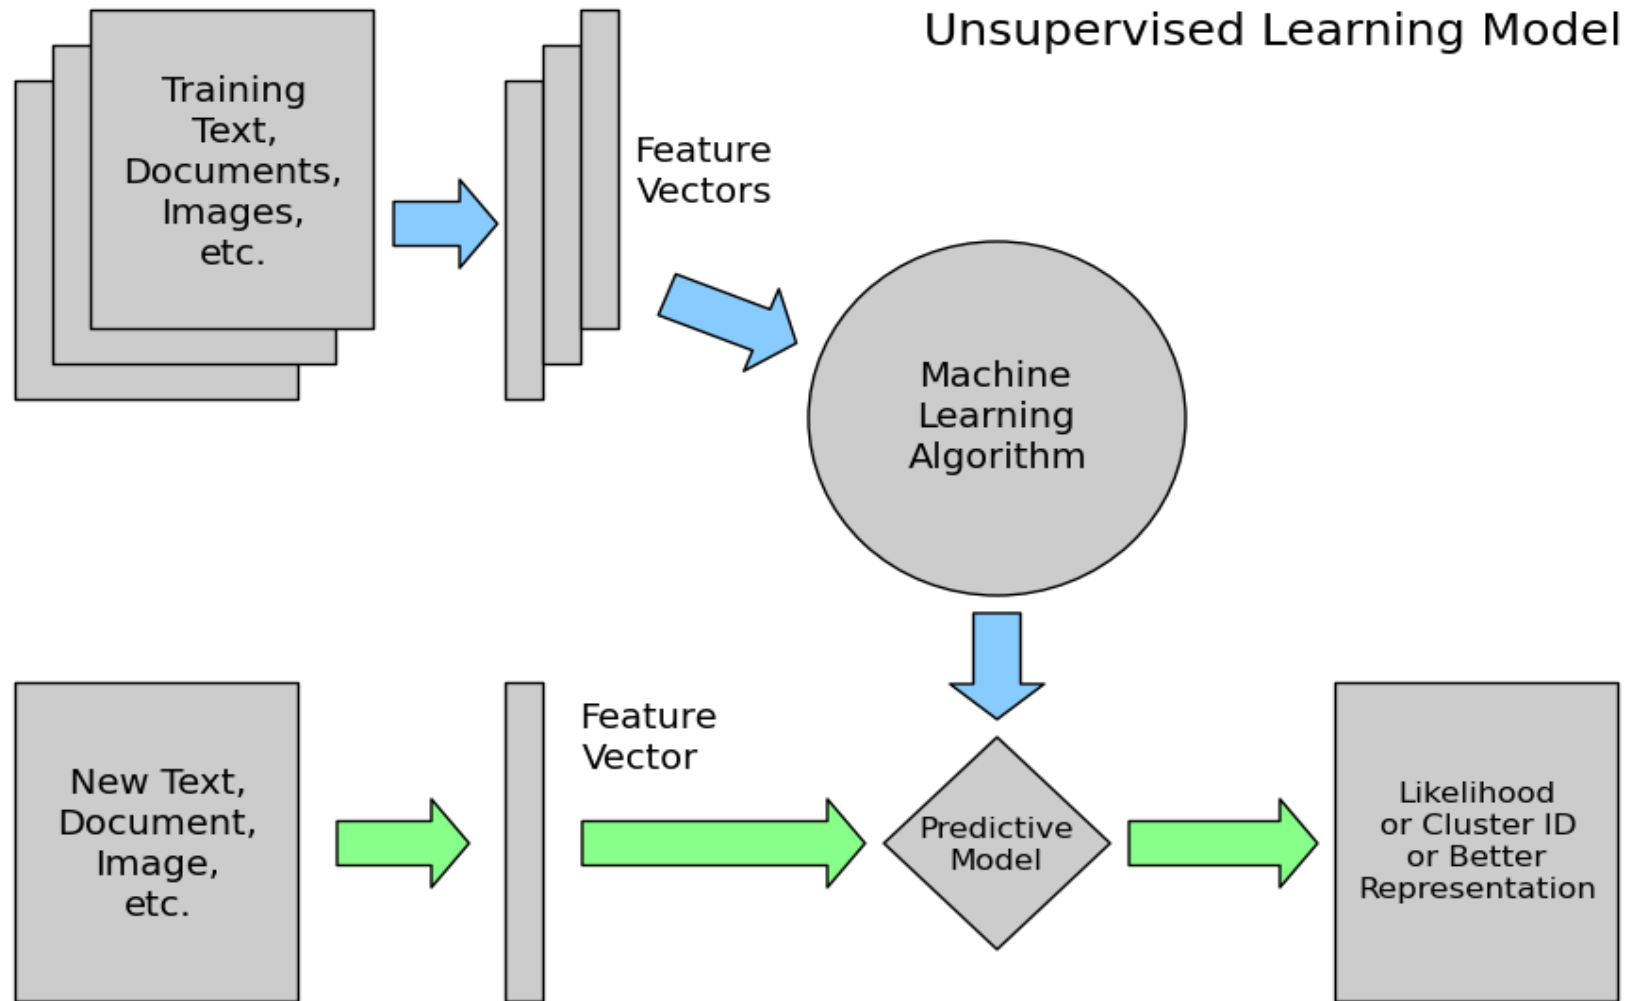 Unsupervised Learning Model
Training
Text,
Documents,
Images,
etc.
Feature
Vectors
Machine
Learning
Algorithm
New Text,
Document,
Image,
etc.
Feature
Vector
Predictive
Model
Likelihood
or Cluster ID
or Better
Representation